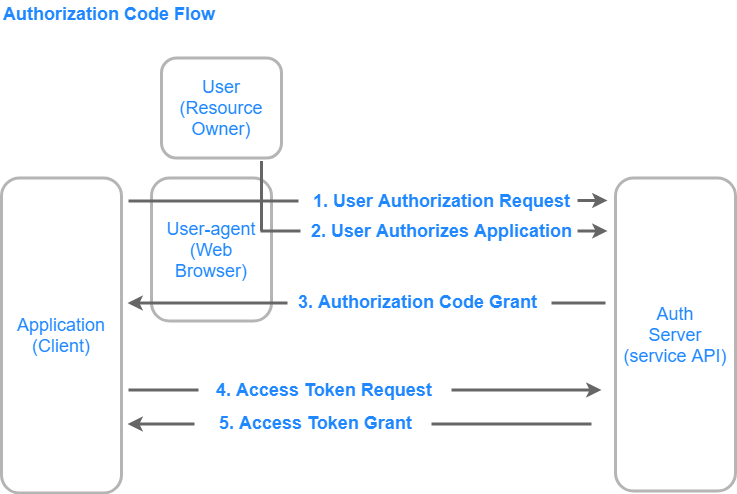 Authorization Code Flow
User
(Resource
Owner)
1. User Authorization Request
User-agent
(Web
Browser)
2. User Authorizes Application
3. Authorization Code Grant
Application
(Client)
Auth
Server
(service API)
4. Access Token Request
5. Access Token Grant